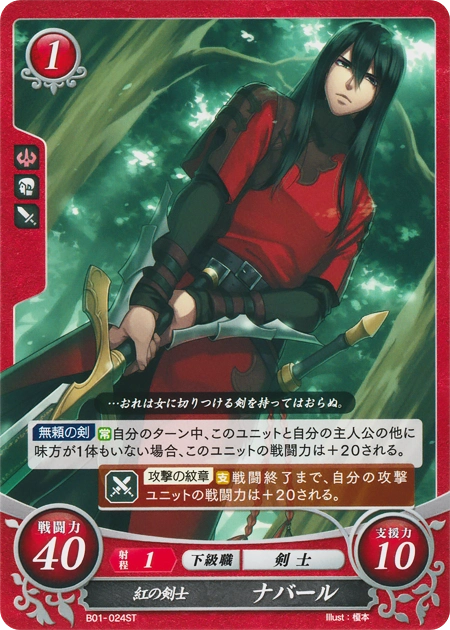 1
…おれは女に切りつける剣を持ってはおらぬ。
無頼の剣 常 自分のターン中、このユニットと自分の主人公の他に
味方が1体もいない場合、このユニットの戦闘力は+20される。
攻撃の紋章 支 戦闘終了まで、自分の攻撃
ユニットの戦闘力は+20される。
戦闘力 40
射程 1 下級職 剣士
支援力 10
紅の剣士 ナバール
B01-024ST Illust:榎本